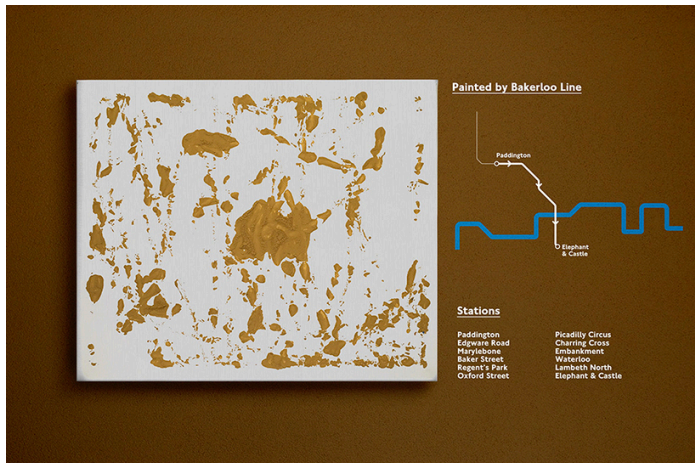 Painted by Bakerloo Line
Paddington
Elephant
& Castle
Stations
Paddington
Edgware Road
Marylebone
Baker Street
Regent's Park
Oxford Street
Picadilly Circus
Charring Cross
Embankment
Waterloo
Lambeth North
Elephant & Castle